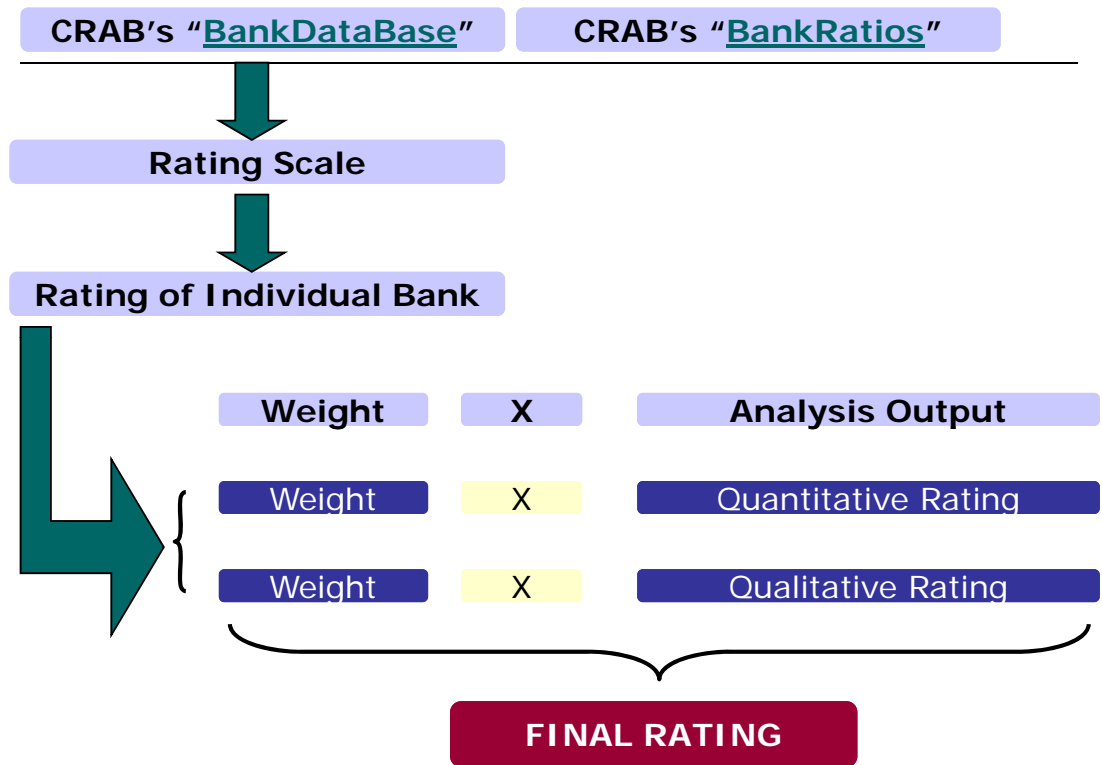 CRAB's “BankDataBase” CRAB's “BankRatios”
Rating Scale
Rating of Individual Bank
Weight X Analysis Output
Weight X Quantitative Rating
Weight X Qualitative Rating
FINAL RATING